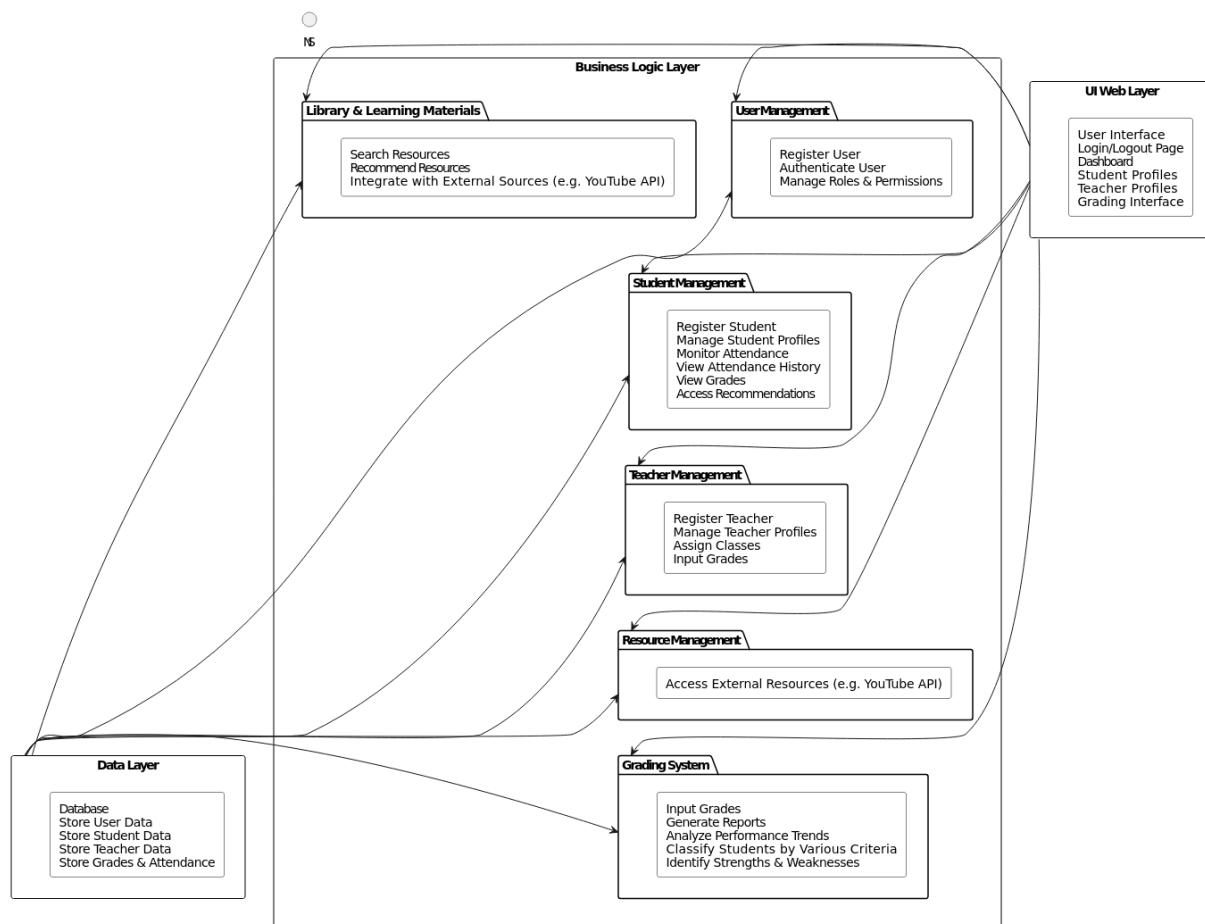 NS
Business Logic Layer
Library & Learning Materials
Search Resources
Recommend Resources
Integrate with External Sources (e.g. YouTube API)
User Management
Register User
Authenticate User
Manage Roles & Permissions
UI Web Layer
User Interface
Login/Logout Page
Dashboard
Student Profiles
Teacher Profiles
Grading Interface
Student Management
Register Student
Manage Student Profiles
Monitor Attendance
View Attendance History
View Grades
Access Recommendations
Teacher Management
Register Teacher
Manage Teacher Profiles
Assign Classes
Input Grades
Resource Management
Access External Resources (e.g. YouTube API)
Data Layer
Database
Store User Data
Store Student Data
Store Teacher Data
Store Grades & Attendance
Grading System
Input Grades
Generate Reports
Analyze Performance Trends
Classify Students by Various Criteria
Identify Strengths & Weaknesses